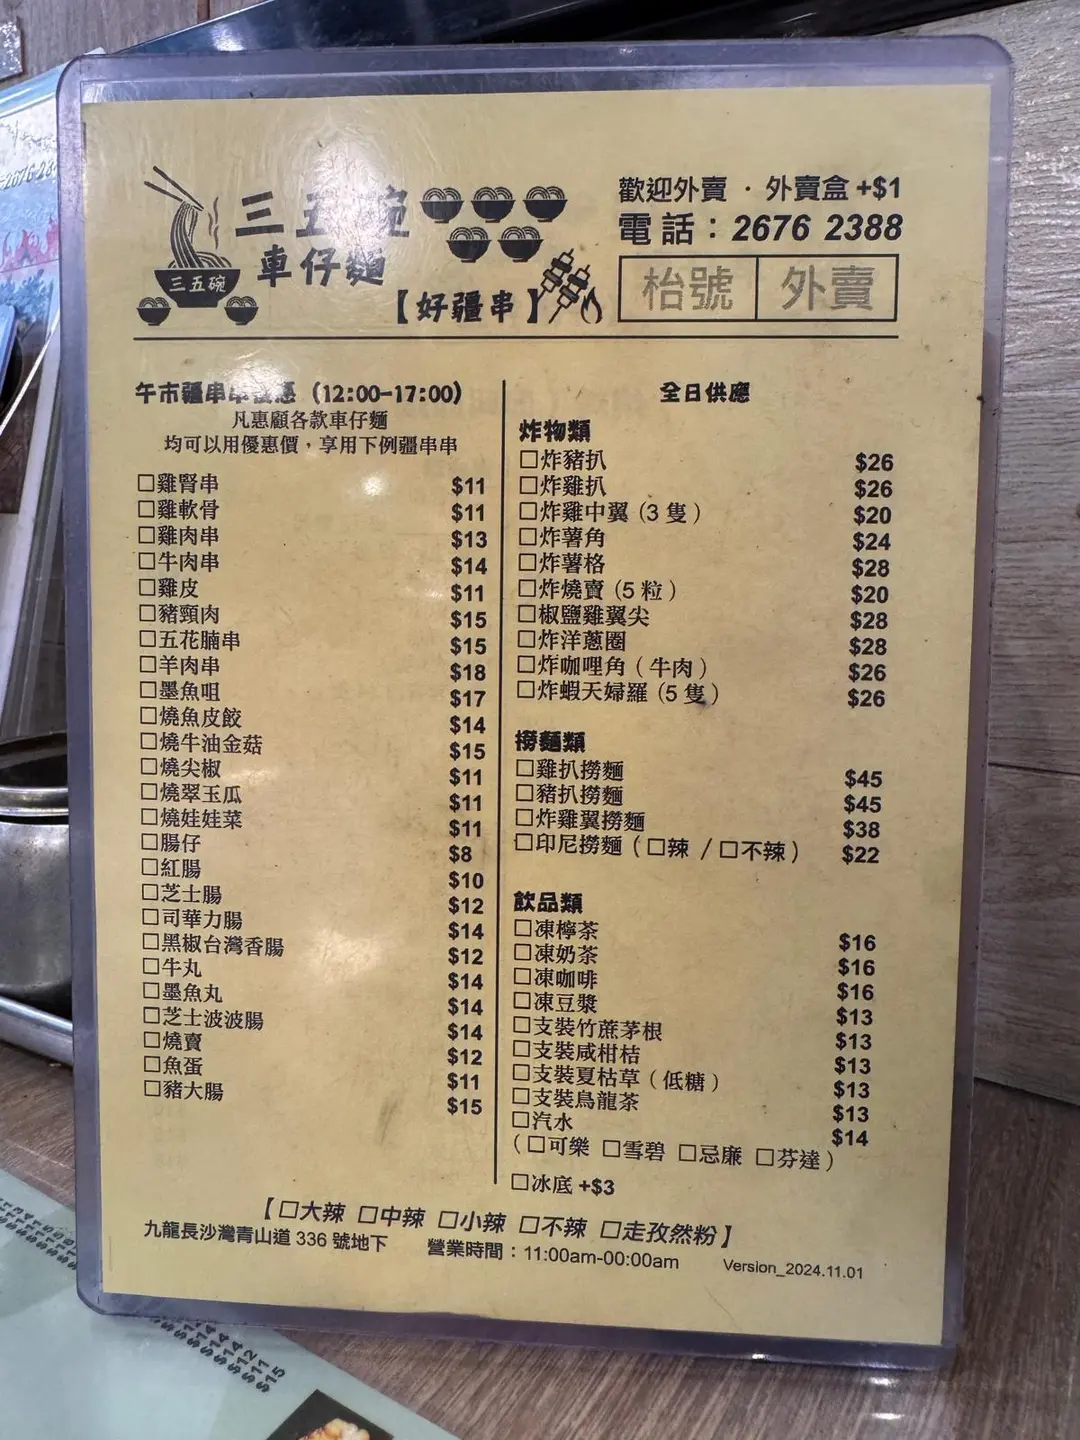 三五碗
車仔麵
三五碗
【好疆串】
歡迎外賣 · 外賣盒 +$1
電話：2676 2388
枱號 外賣
午市疆串串優惠（12:00-17:00）
凡惠顧各款車仔麵
均可以用優惠價，享用下例疆串串
□雞腎串 $11
□雞軟骨 $11
□雞肉串 $13
□牛肉串 $14
□雞皮 $11
□豬頸肉 $15
□五花腩串 $15
□羊肉串 $18
□墨魚咀 $17
□燒魚皮餃 $14
□燒牛油金菇 $15
□燒尖椒 $11
□燒翠玉瓜 $11
□燒娃娃菜 $11
□腸仔 $8
□紅腸 $10
□芝士腸 $12
□司華力腸 $14
□黑椒台灣香腸 $12
□牛丸 $14
□墨魚丸 $14
□芝士波波腸 $14
□燒賣 $12
□魚蛋 $11
□豬大腸 $15
全日供應
炸物類
□炸豬扒 $26
□炸雞扒 $26
□炸雞中翼（3 隻） $20
□炸薯角 $24
□炸薯格 $28
□炸燒賣（5 粒） $20
□椒鹽雞翼尖 $28
□炸洋蔥圈 $28
□炸咖哩角（牛肉） $26
□炸蝦天婦羅（5 隻） $26
撈麵類
□雞扒撈麵 $45
□豬扒撈麵 $45
□炸雞翼撈麵 $38
□印尼撈麵（□辣 / □不辣） $22
飲品類
□凍檸茶 $16
□凍奶茶 $16
□凍咖啡 $16
□凍豆漿 $13
□支裝竹蔗茅根 $13
□支裝咸柑桔 $13
□支裝夏枯草（低糖） $13
□支裝烏龍茶 $13
□汽水 $14
（□可樂 □雪碧 □忌廉 □芬達）
□冰底 +$3
【□大辣 □中辣 □小辣 □不辣 □走孜然粉】
九龍長沙灣青山道 336 號地下 營業時間：11:00am-00:00am Version_2024.11.01